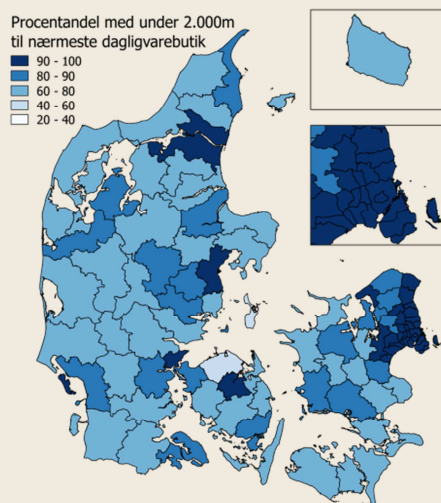 Procentandel med under 2.000m
til nærmeste dagligvarebutik
90 - 100
80 - 90
60 - 80
40 - 60
20 - 40